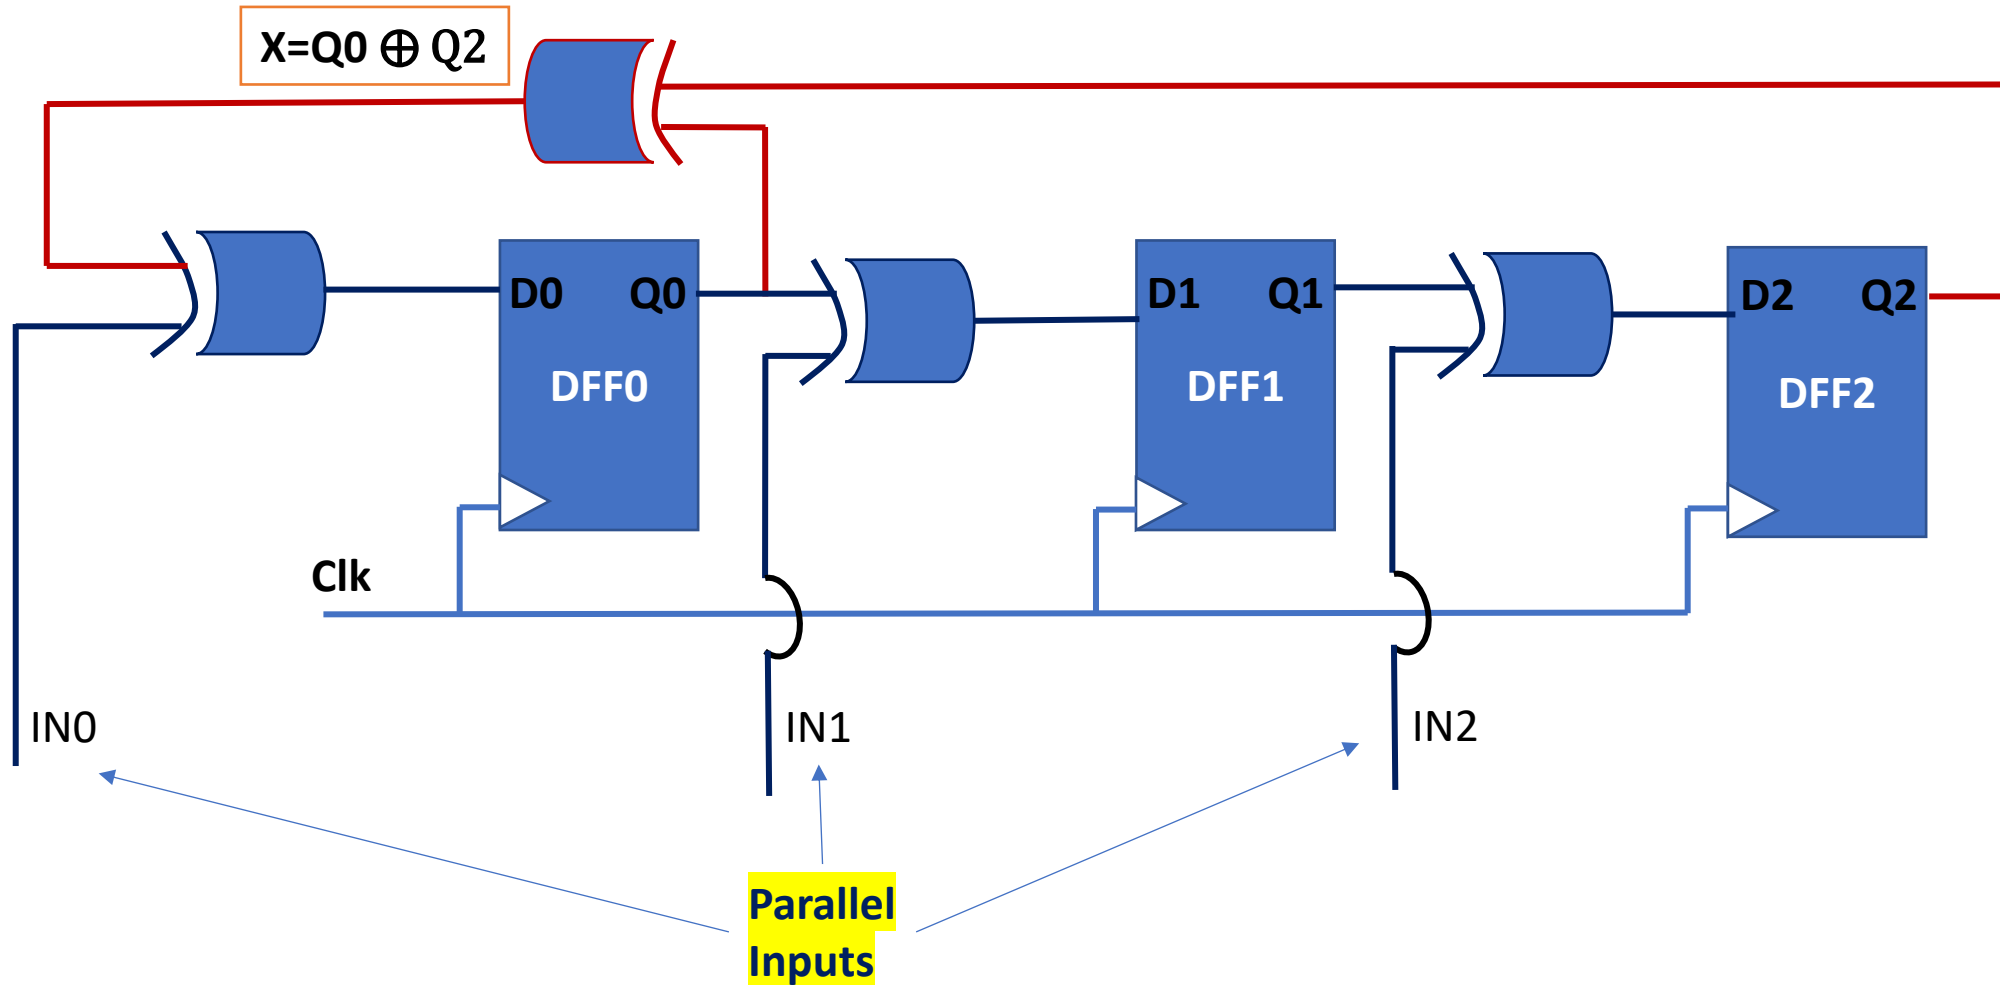 X=Q0 ⊕ Q2
D0 Q0
D1 Q1
D2 Q2
DFF0
DFF1
DFF2
Clk
IN0
IN1
IN2
Parallel
Inputs